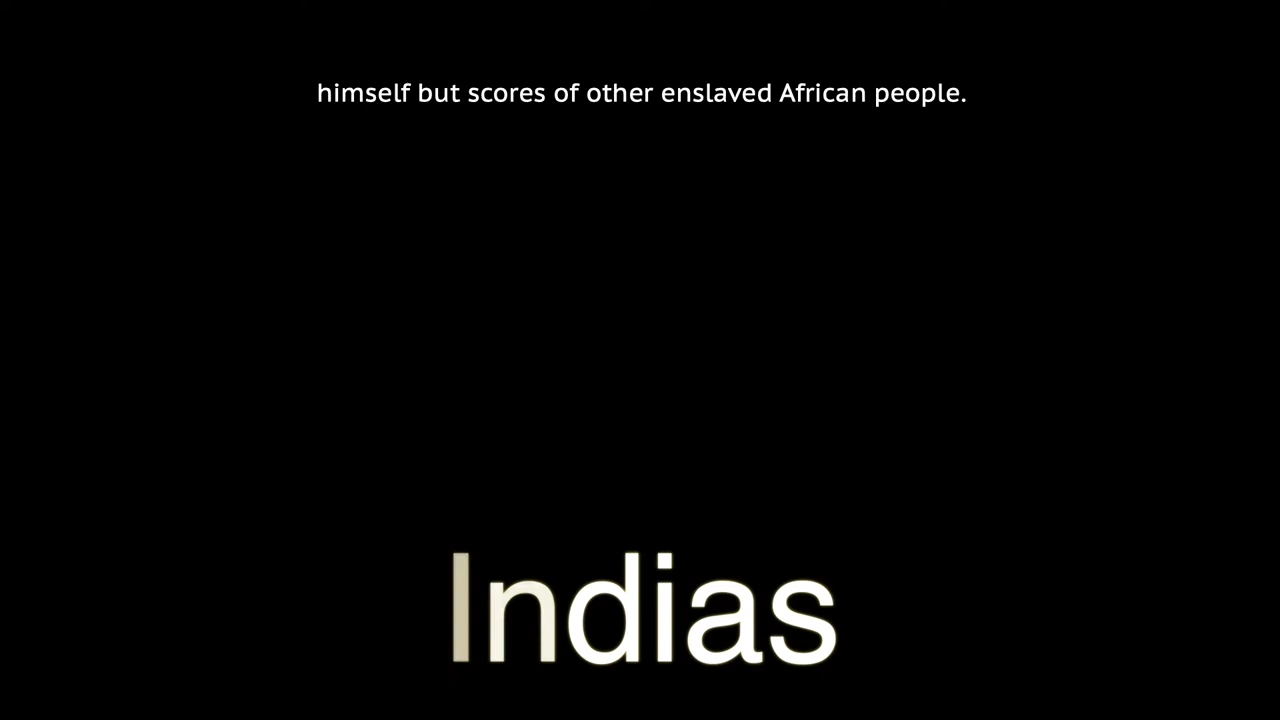 himself but scores of other enslaved African people.
Indias